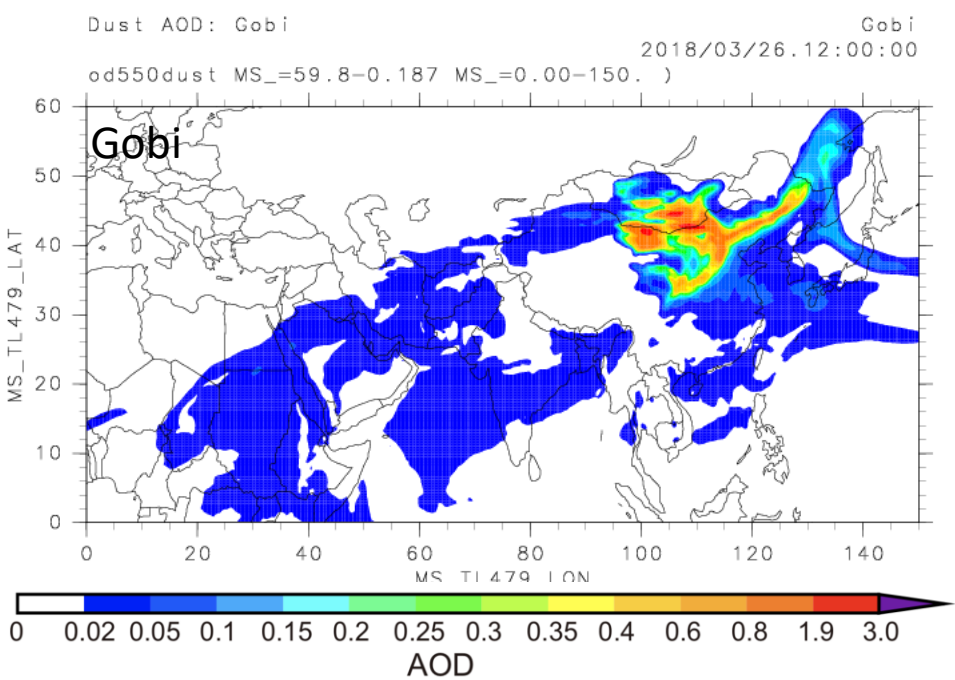 Dust AOD: Gobi
Gobi
2018/03/26.12:00:00
od550dust MS_=59.8-0.187 MS_=0.00-150. )
60
Gobi
50
40
30
20
10
0
MS_TL479_LAT
0 20 40 60 80 100 120 140
MS_TL479_LON
0 0.02 0.05 0.1 0.15 0.2 0.25 0.3 0.35 0.4 0.6 0.8 1.9 3.0
AOD